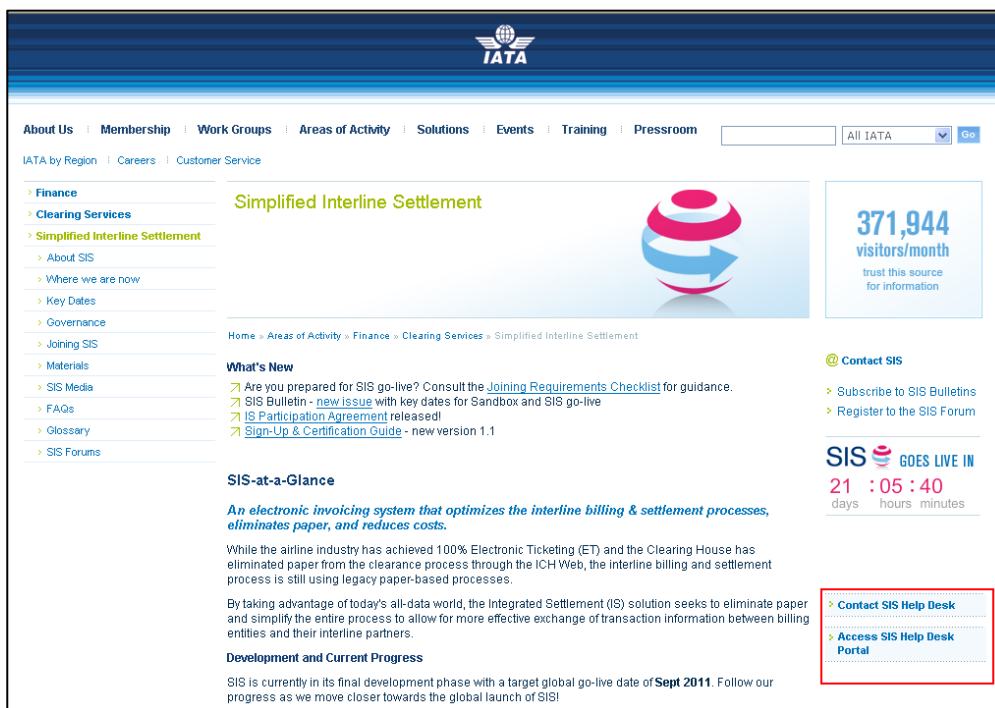 IATA
About Us Membership Work Groups Areas of Activity Solutions Events Training Pressroom
All IATA Go
IATA by Region Careers Customer Service
Finance
Clearing Services
Simplified Interline Settlement
About SIS
Where we are now
Key Dates
Governance
Joining SIS
Materials
SIS Media
FAQs
Glossary
SIS Forums
Simplified Interline Settlement
Home » Areas of Activity » Finance » Clearing Services » Simplified Interline Settlement
What's New
Are you prepared for SIS go-live? Consult the Joining Requirements Checklist for guidance.
SIS Bulletin - new issue with key dates for Sandbox and SIS go-live
IS Participation Agreement released!
Sign-Up & Certification Guide - new version 1.1
SIS-at-a-Glance
An electronic invoicing system that optimizes the interline billing & settlement processes,
eliminates paper, and reduces costs.
While the airline industry has achieved 100% Electronic Ticketing (ET) and the Clearing House has
eliminated paper from the clearance process through the ICH Web, the interline billing and settlement
process is still using legacy paper-based processes.
By taking advantage of today's all-data world, the Integrated Settlement (IS) solution seeks to eliminate paper
and simplify the entire process to allow for more effective exchange of transaction information between billing
entities and their interline partners.
Development and Current Progress
SIS is currently in its final development phase with a target global go-live date of Sept 2011. Follow our
progress as we move closer towards the global launch of SIS!
371,944
visitors/month
trust this source
for information
@ Contact SIS
Subscribe to SIS Bulletins
Register to the SIS Forum
SIS GOES LIVE IN
21 : 05 : 40
days hours minutes
Contact SIS Help Desk
Access SIS Help Desk
Portal